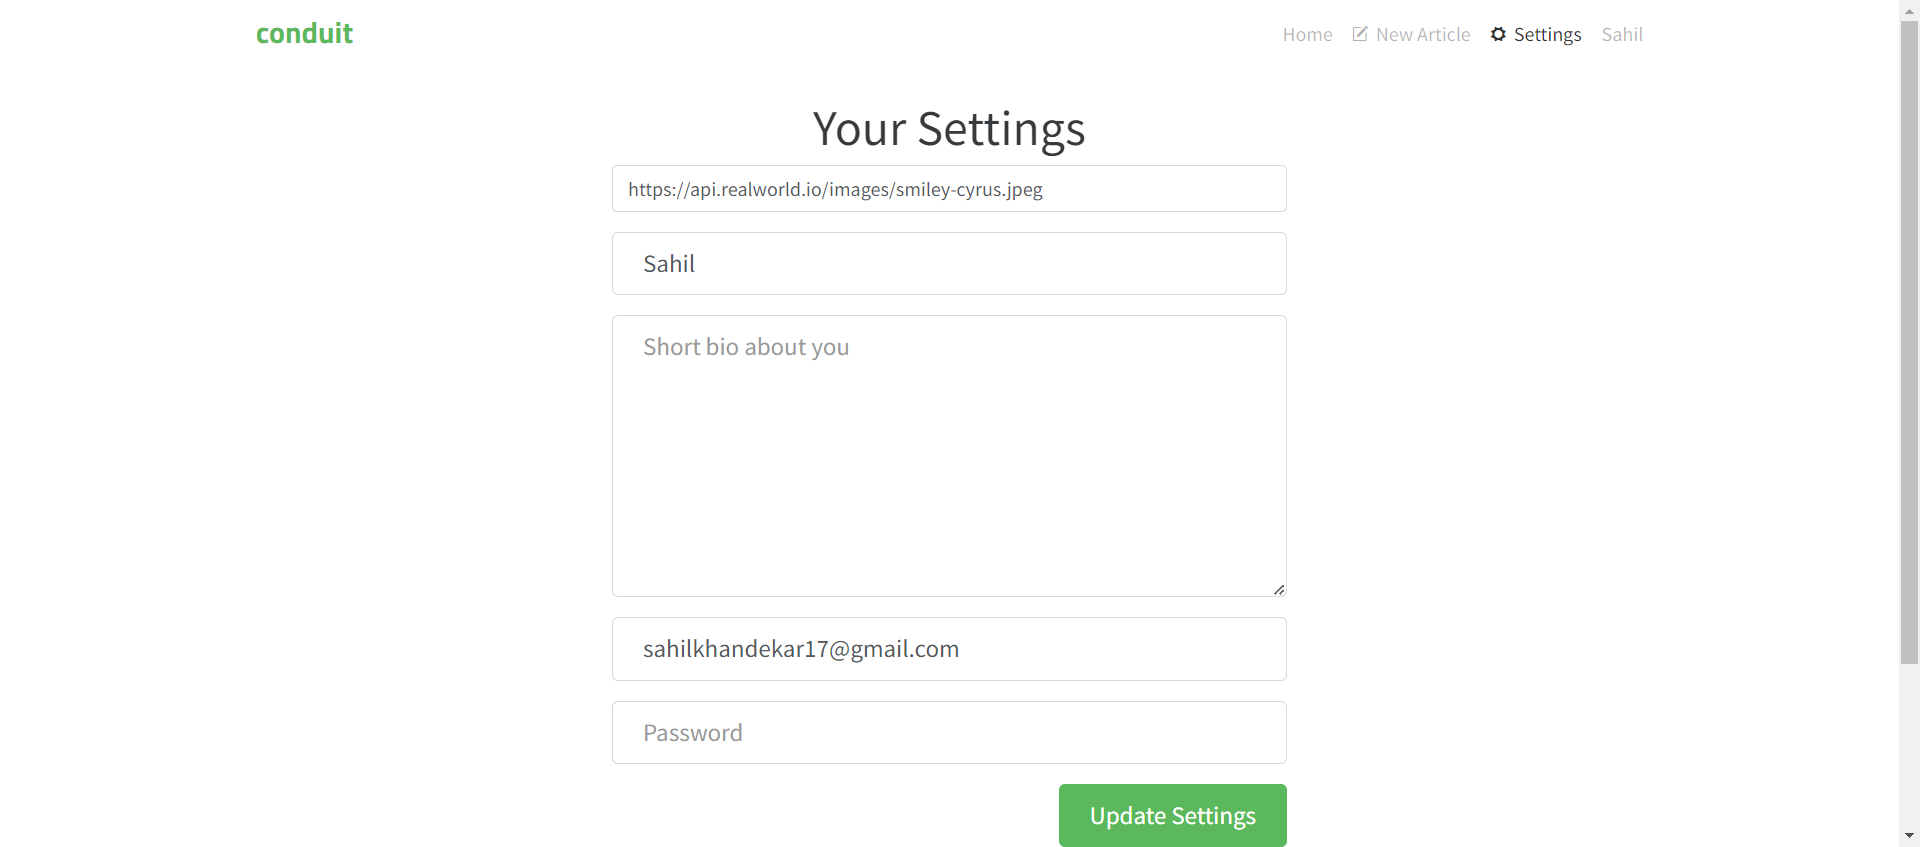 conduit
Home New Article Settings Sahil
Your Settings
https://api.realworld.io/images/smiley-cyrus.jpeg
Sahil
Short bio about you
sahilkhandekar17@gmail.com
Password
Update Settings